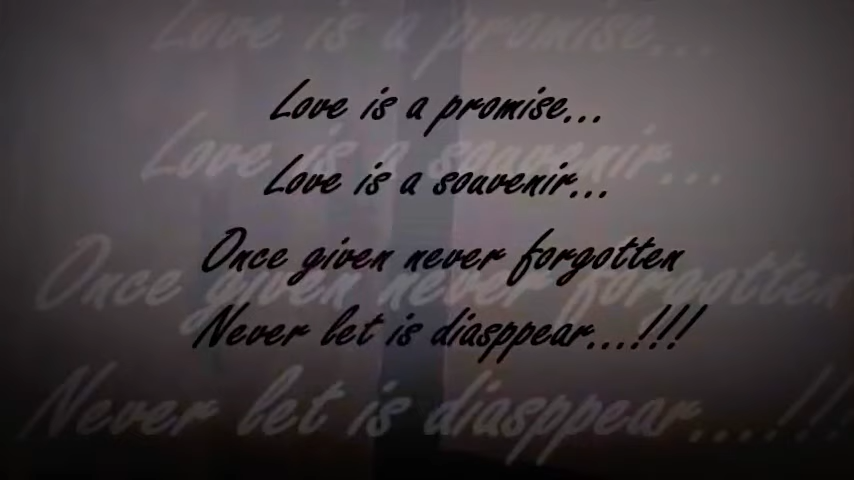 Love is a promise...
Love is a souvenir...
Once given never forgotten
Never let is diasppear....!!!